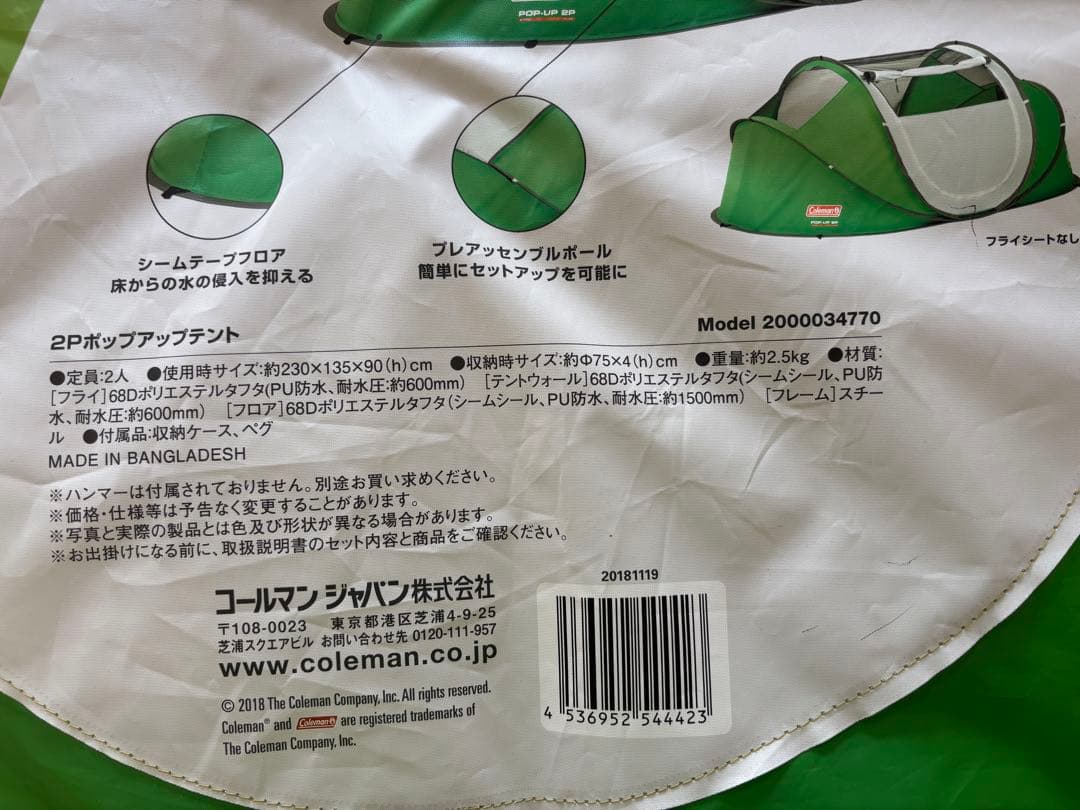 POP-UP 2P
Coleman
POP-UP 2P
フライシートなし
シームテープフロア
床からの水の侵入を抑える
プレアッセンブルポール
簡単にセットアップを可能に
2Pポップアップテント
Model 2000034770
●定員:2人 ●使用時サイズ:約230×135×90(h)cm ●収納時サイズ:約Φ75×4(h)cm ●重量:約2.5kg ●材質:
[フライ]68Dポリエステルタフタ(PU防水、耐水圧:約600mm) [テントウォール]68Dポリエステルタフタ(シームシール、PU防
水、耐水圧:約600mm) [フロア]68Dポリエステルタフタ(シームシール、PU防水、耐水圧:約1500mm) [フレーム]スチー
ル ●付属品:収納ケース、ペグ
MADE IN BANGLADESH
※ハンマーは付属されておりません。別途お買い求めください。
※価格・仕様等は予告なく変更することがあります。
※写真と実際の製品とは色及び形状が異なる場合があります。
※お出掛けになる前に、取扱説明書のセット内容と商品をご確認ください。
コールマン ジャパン株式会社
〒108-0023 東京都港区芝浦4-9-25
芝浦スクエアビル お問い合わせ先 0120-111-957
www.coleman.co.jp
© 2018 The Coleman Company, Inc. All rights reserved.
Coleman® and Coleman are registered trademarks of
The Coleman Company, Inc.
20181119
4 536952 544423